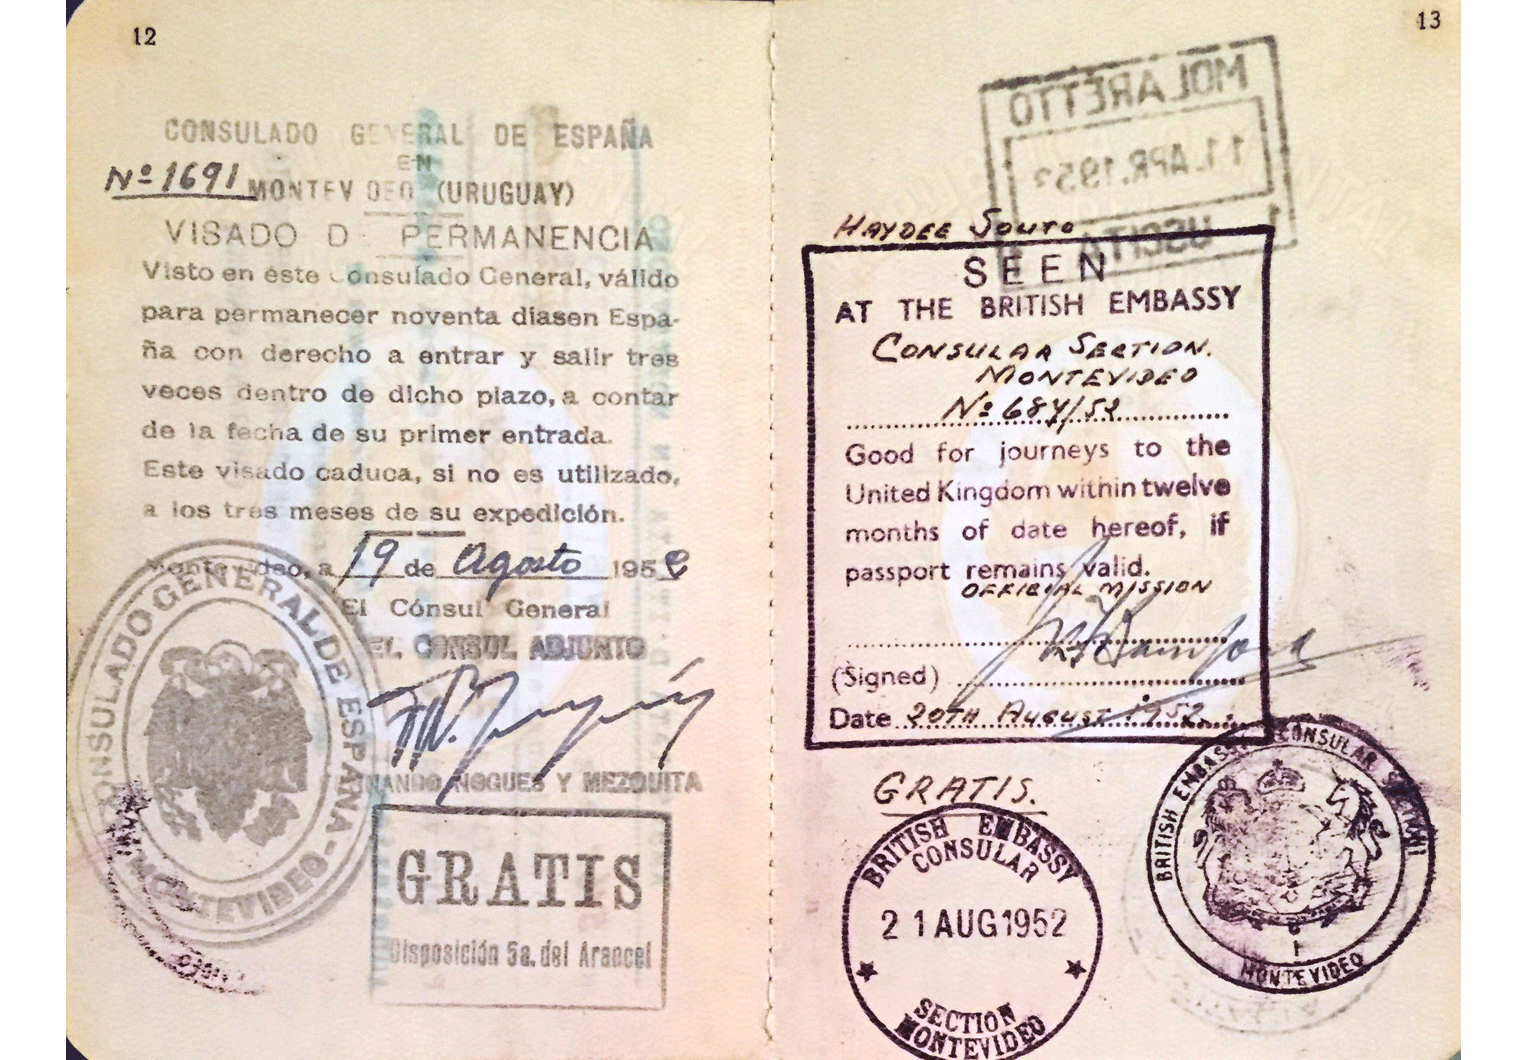 12
CONSULADO GENERAL DE ESPAÑA
EN
Nº 1691 MONTEV DEO (URUGUAY)
VISADO D PERMANENCIA
Visto en este Consulado General, válido
para permanecer noventa diasen Espa-
ña con derecho a entrar y salir tres
veces dentro de dicho plazo, a contar
de la fecha de su primer entrada.
Este visado caduca, si no es utilizado,
a los tres meses de su expedición.
Montevideo, a 19 de Agosto 1952
El Cónsul General
EL CONSUL ADJUNTO
NANDO NOGUES Y MEZQUITA
CONSULADO GENERAL DE ESPAÑA - MONTEVIDEO -
GRATIS
Disposición 5a. del Arancel
13
MOLARETTO
11.APR.195
USCITA
HAYDEE SOUTO
SEEN
AT THE BRITISH EMBASSY
CONSULAR SECTION.
MONTEVIDEO
Nº 687/52
Good for journeys to the
United Kingdom within twelve
months of date hereof, if
passport remains valid.
OFFICIAL MISSION
(Signed)
Date 20TH AUGUST 1952
GRATIS.
BRITISH EMBASSY
CONSULAR
21 AUG 1952
SECTION
MONTEVIDEO
BRITISH EMBASSY CONSULAR
MONTEVIDEO